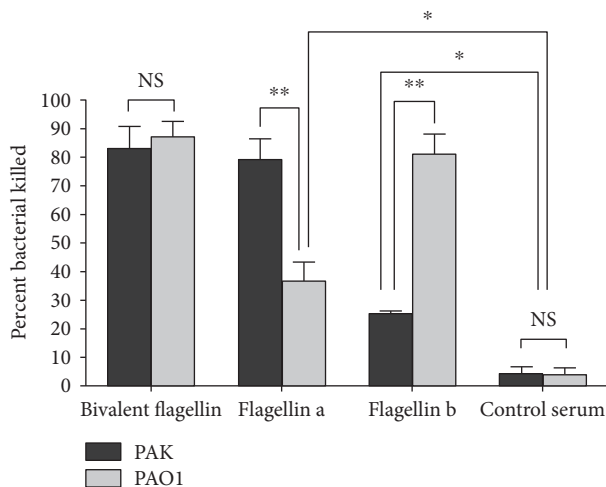 *
*
NS
**
**
Percent bacterial killed
100
90
80
70
60
50
40
30
20
10
0
NS
Bivalent flagellin Flagellin a Flagellin b Control serum
PAK
PAO1